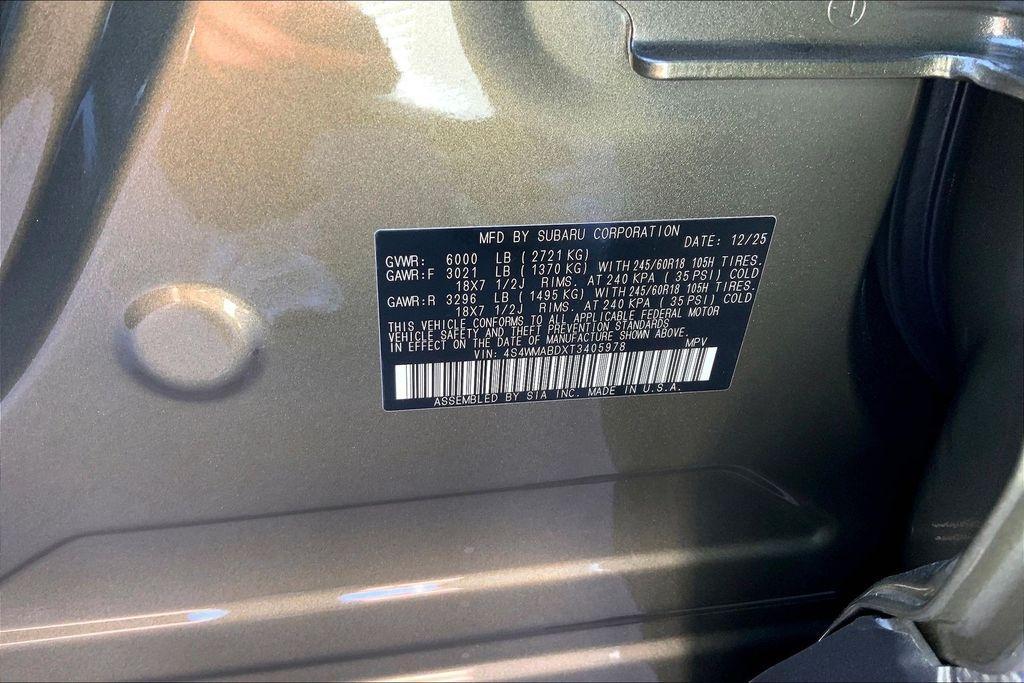 MFD BY SUBARU CORPORATION DATE: 12/25
GVWR: 6000 LB ( 2721 KG)
GAWR: F 3021 LB ( 1370 KG) WITH 245/60R18 105H TIRES.
18X7 1/2J RIMS. AT 240 KPA ( 35 PSI) COLD
GAWR: R 3296 LB ( 1495 KG) WITH 245/60R18 105H TIRES.
18X7 1/2J RIMS. AT 240 KPA ( 35 PSI) COLD
THIS VEHICLE CONFORMS TO ALL APPLICABLE FEDERAL MOTOR
VEHICLE SAFETY AND THEFT PREVENTION STANDARDS
IN EFFECT ON THE DATE OF MANUFACTURE SHOWN ABOVE.
VIN: 4S4WMABDXT3405978 MPV
ASSEMBLED BY SIA INC. MADE IN U.S.A.